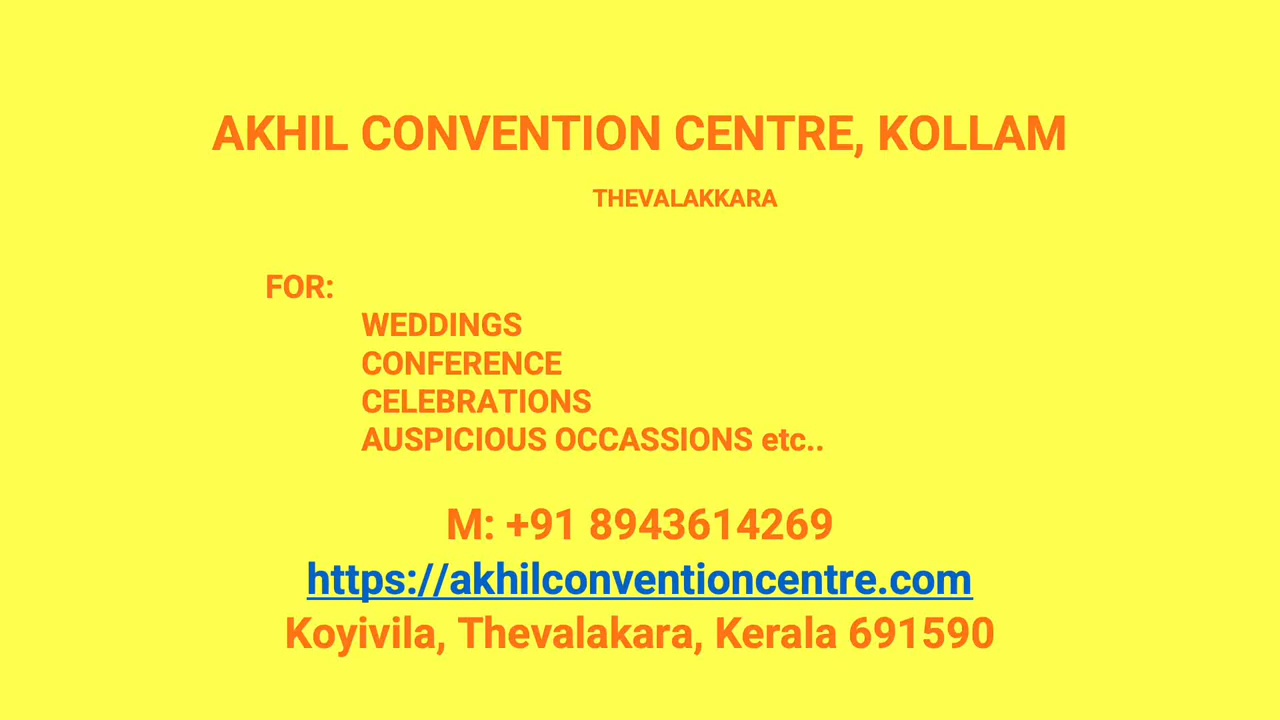 AKHIL CONVENTION CENTRE, KOLLAM
THEVALAKKARA
FOR:
WEDDINGS
CONFERENCE
CELEBRATIONS
AUSPICIOUS OCCASSIONS etc..
M: +91 8943614269
https://akhilconventioncentre.com
Koyivila, Thevalakara, Kerala 691590